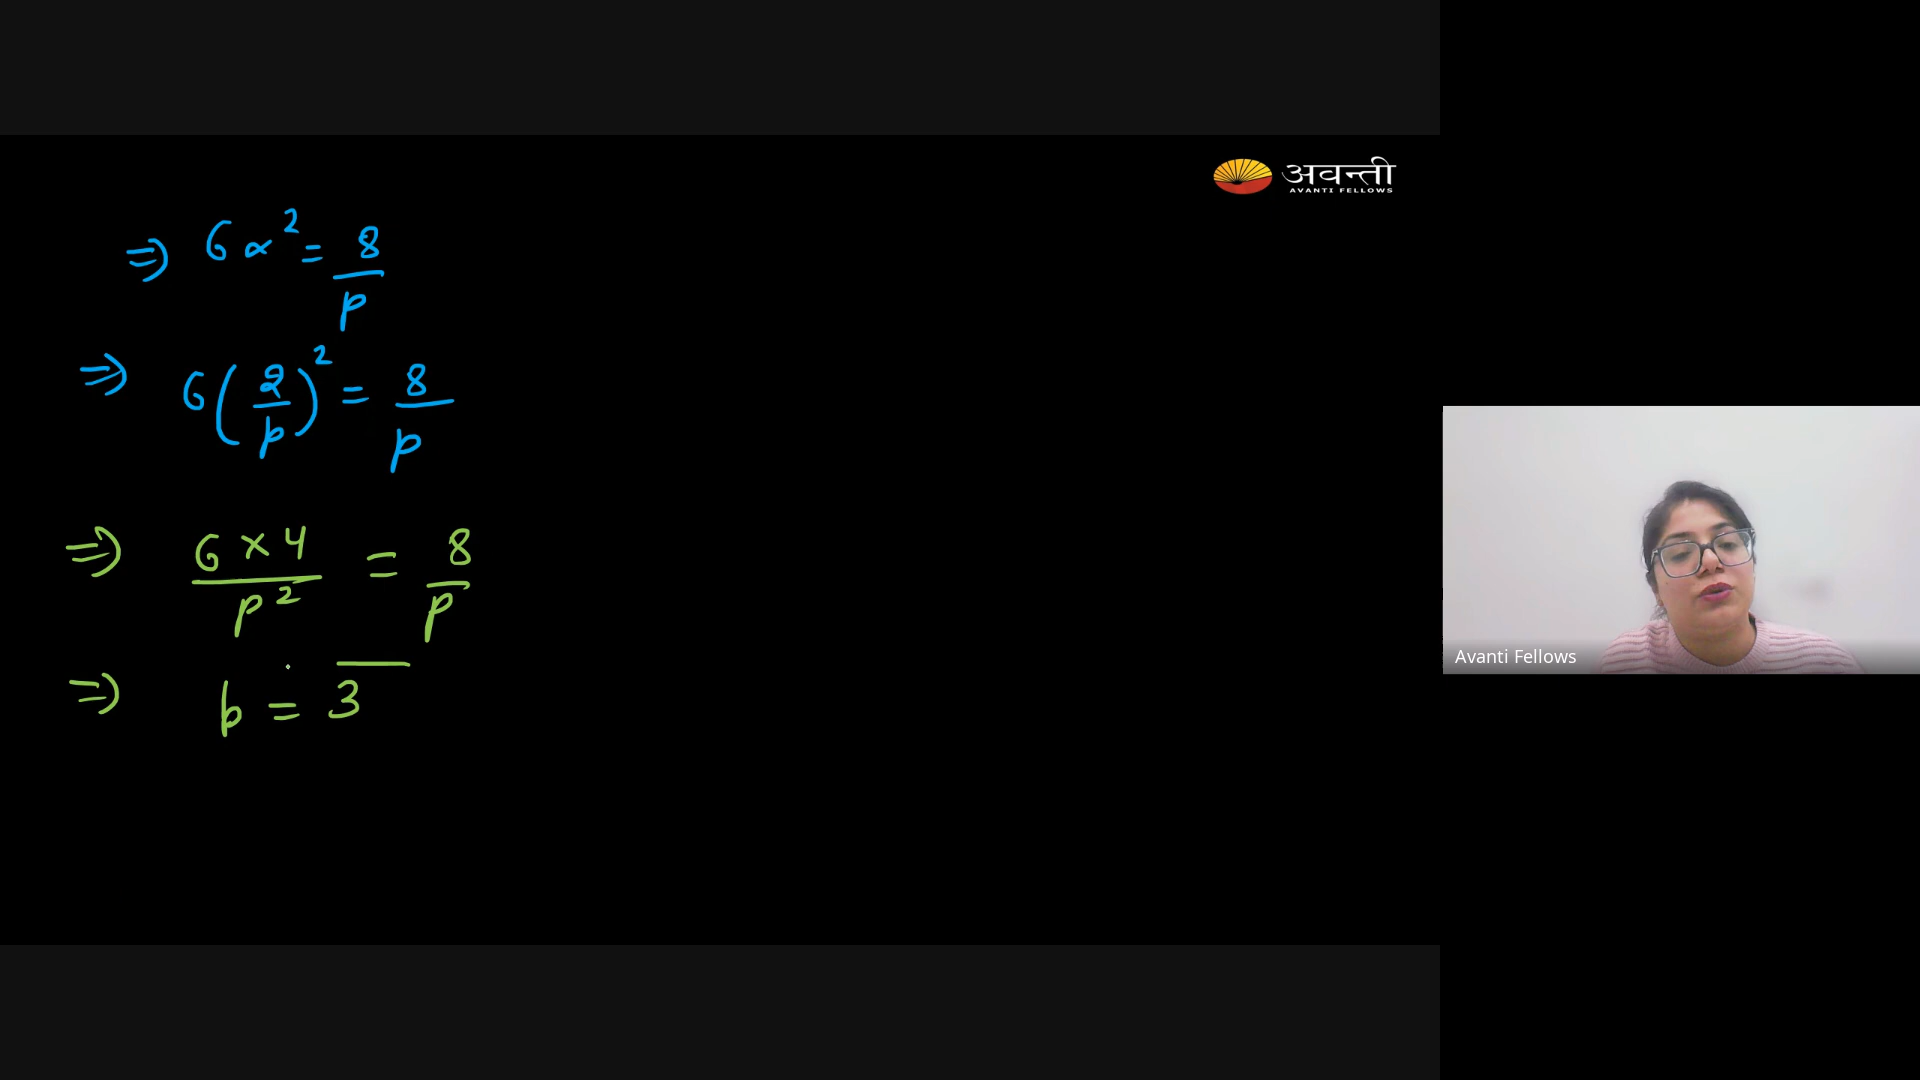 अवन्ती
AVANTI FELLOWS
⇒ 6α² = 8/p
⇒ 6(2/p)² = 8/p
⇒ (6 × 4)/p² = 8/p
⇒ p = 3
Avanti Fellows